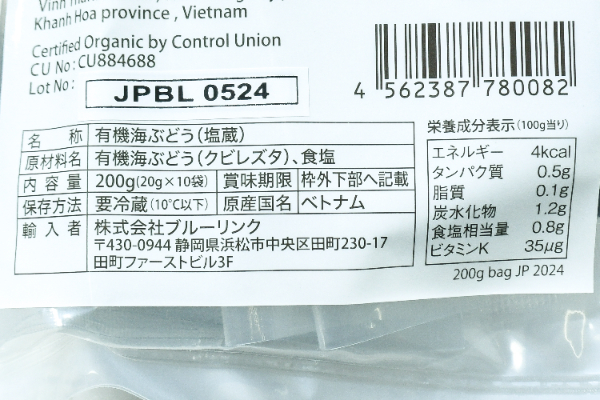 Khanh Hoa province , Vietnam
Certified Organic by Control Union
CU No: CU884688
Lot No:
JPBL 0524
4 562387 780082
名称 有機海ぶどう(塩蔵)
原材料名 有機海ぶどう(クビレズタ)、食塩
内容量 200g(20g×10袋) 賞味期限 枠外下部へ記載
保存方法 要冷蔵(10℃以下) 原産国名 ベトナム
輸入者 株式会社ブルーリンク
〒430-0944 静岡県浜松市中央区田町230-17
田町ファーストビル3F
栄養成分表示(100g当り)
エネルギー 4kcal
タンパク質 0.5g
脂質 0.1g
炭水化物 1.2g
食塩相当量 0.8g
ビタミンK 35μg
200g bag JP 2024